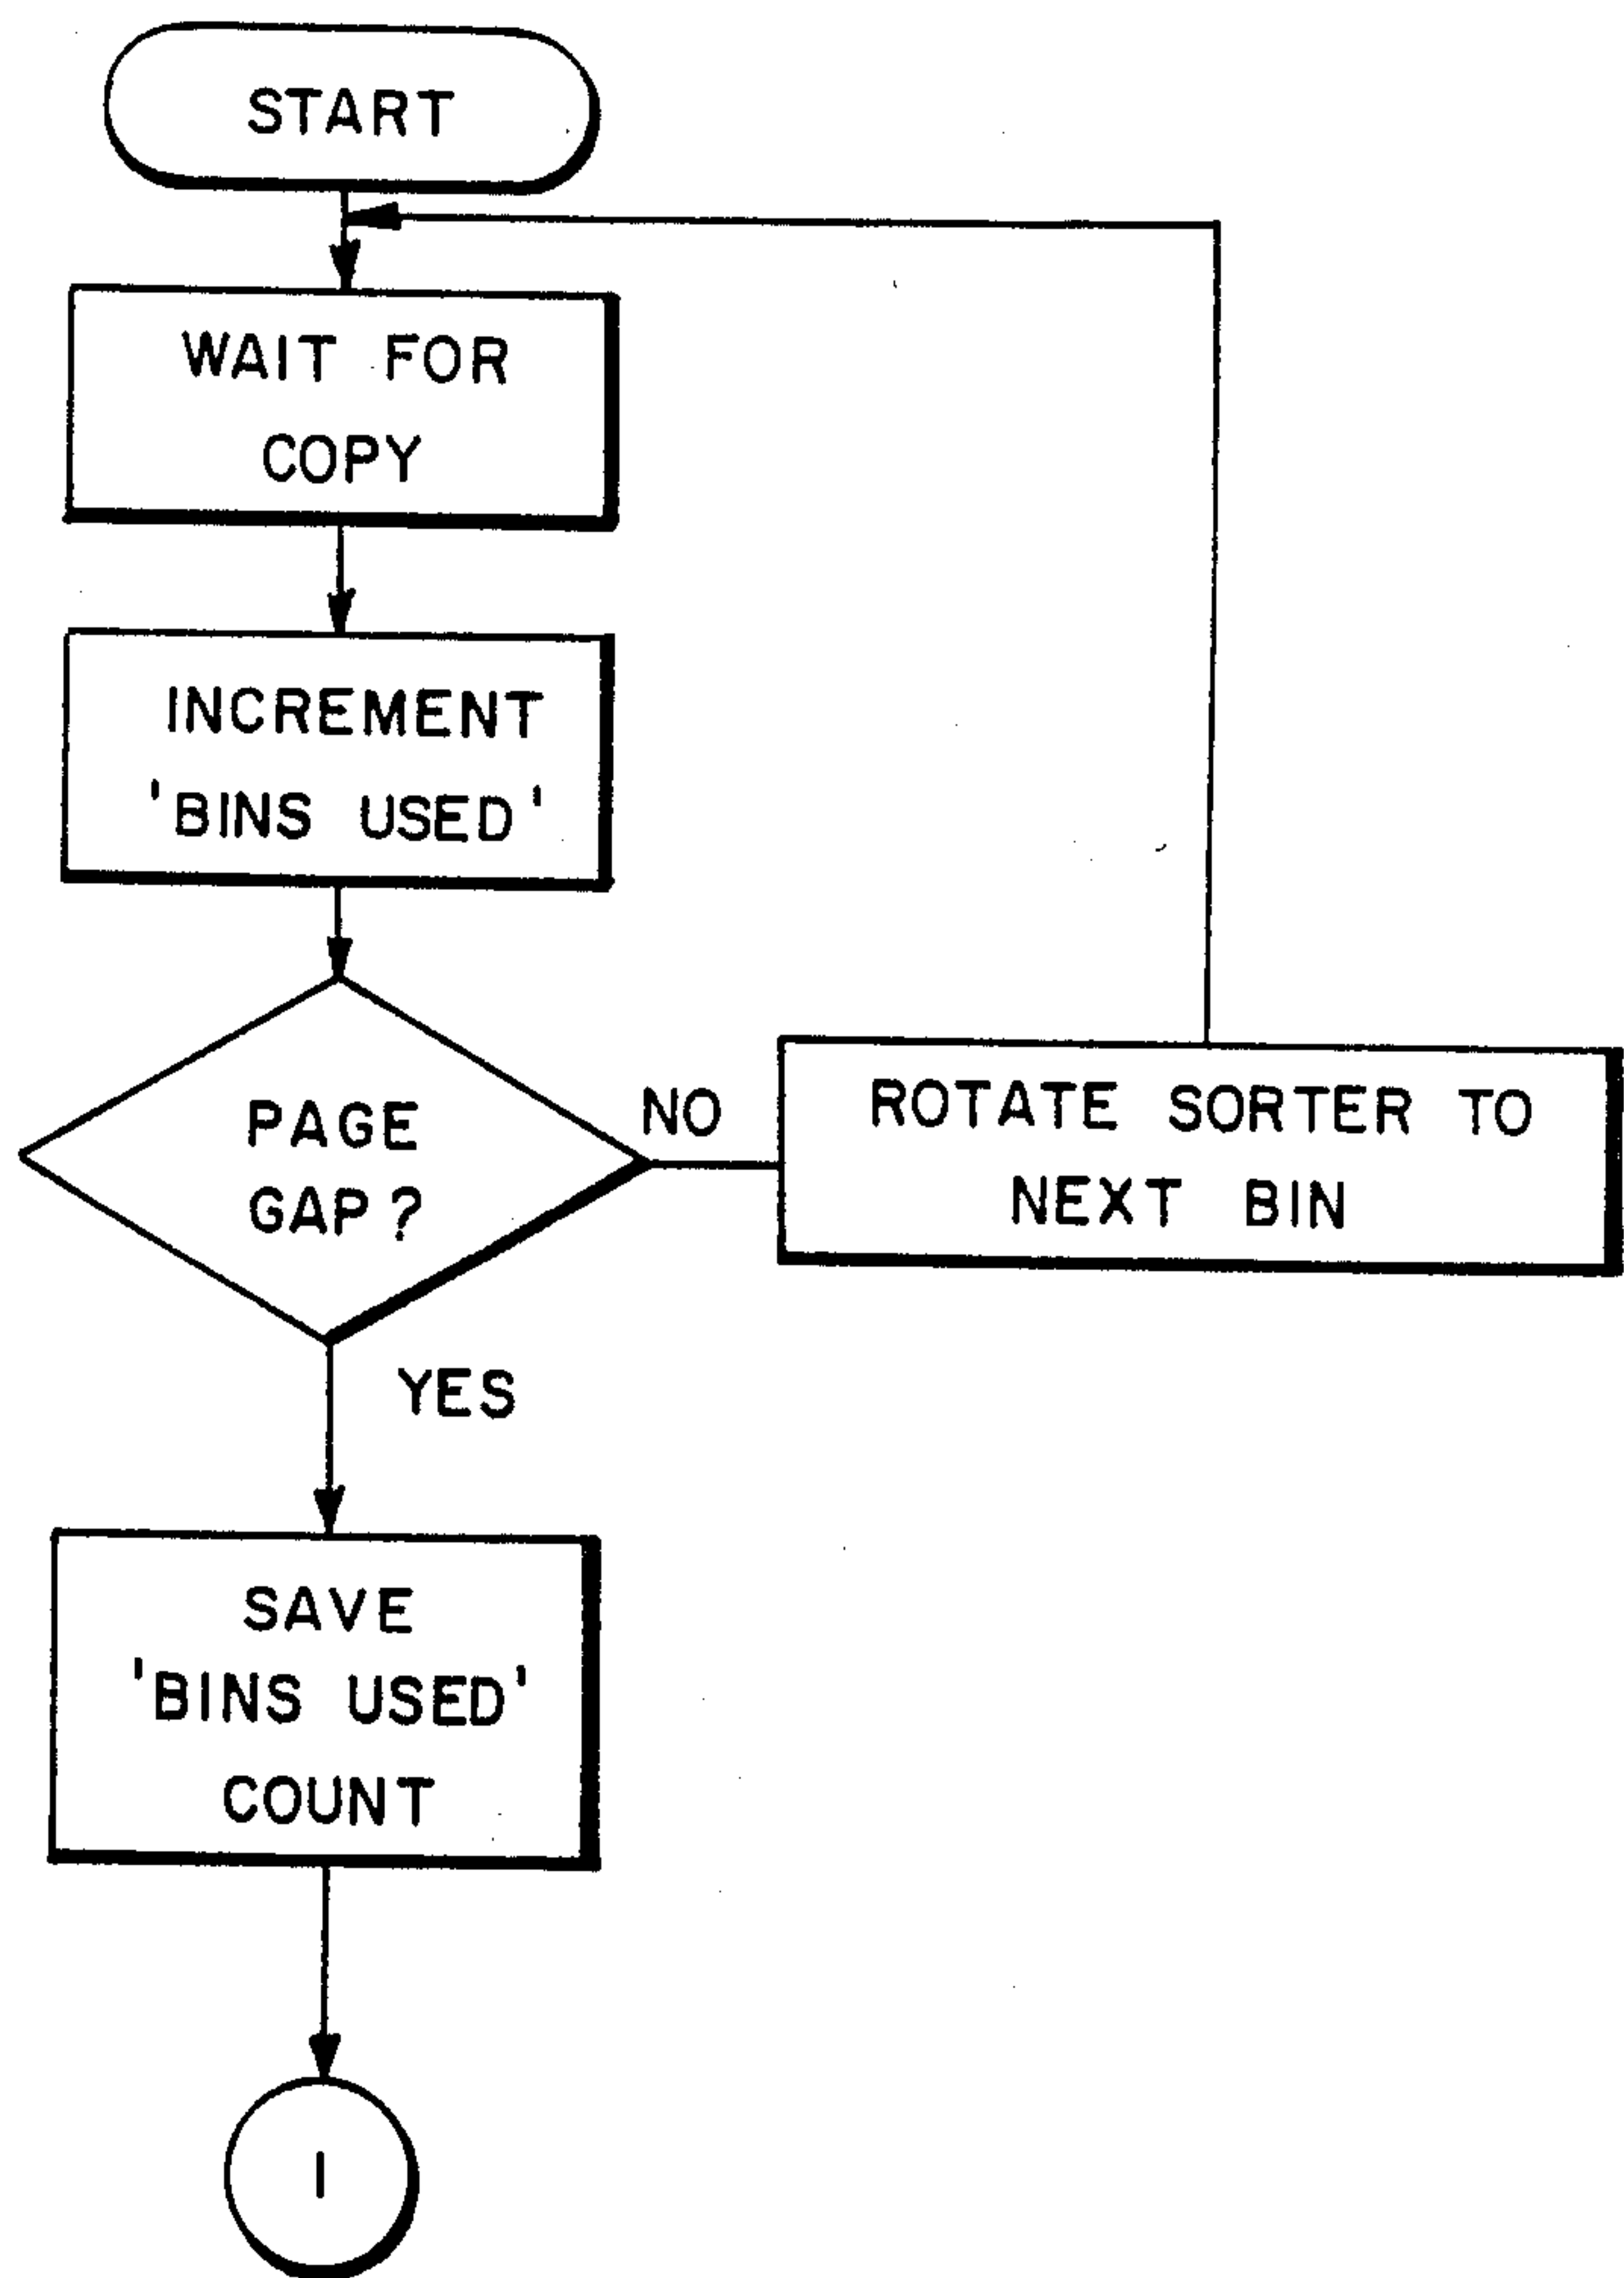 START
WAIT FOR
COPY
INCREMENT
'BINS USED'
PAGE
GAP?
NO
ROTATE SORTER TO
NEXT BIN
YES
SAVE
'BINS USED'
COUNT
1